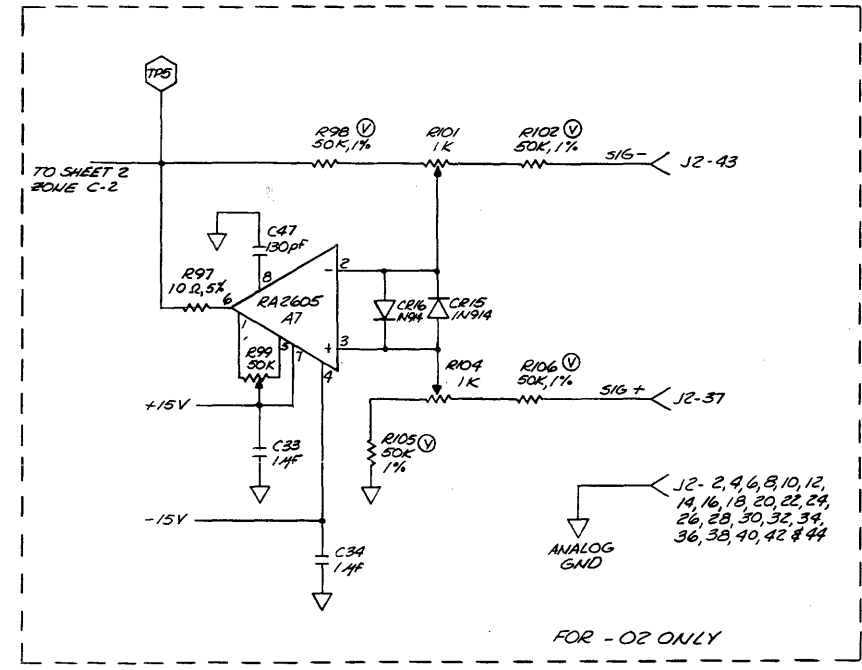 TP5
R98 Ⓥ
50K, 1%
R101
1K
R102 Ⓥ
50K, 1%
SIG-
J2-43
TO SHEET 2
ZONE C-2
C47
130pF
R97
10 Ω, 5%
6
8
2
-
RA2605
A7
1
5
7
+
3
4
CR16
1N914
CR15
1N914
R99
50K
R104
1K
R106 Ⓥ
50K, 1%
SIG+
J2-37
+15V
C33
1 µF
R105 Ⓥ
50K
1%
J2- 2, 4, 6, 8, 10, 12,
14, 16, 18, 20, 22, 24,
26, 28, 30, 32, 34,
36, 38, 40, 42 & 44
-15V
ANALOG
GND
C34
1 µF
FOR -02 ONLY